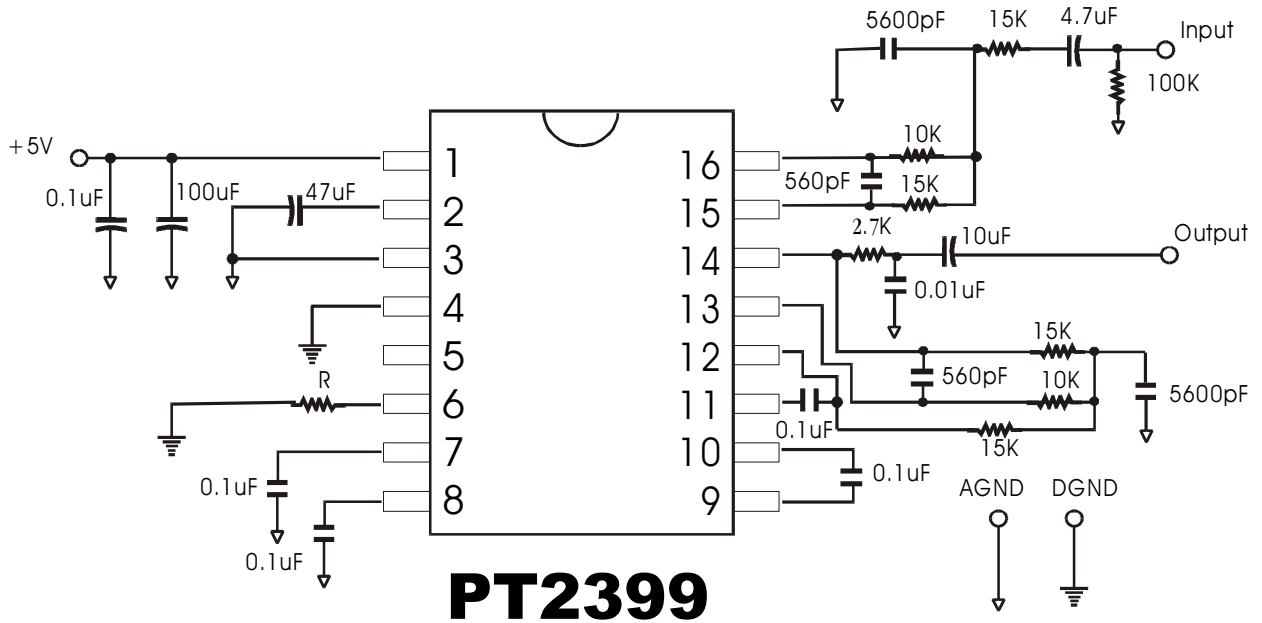 5600pF
15K
4.7uF
Input
100K
+5V
0.1uF
100uF
47uF
1
2
3
4
5
6
7
8
16
15
14
13
12
11
10
9
10K
560pF
15K
2.7K
10uF
Output
0.01uF
15K
560pF
10K
5600pF
15K
0.1uF
0.1uF
R
0.1uF
0.1uF
AGND
DGND
PT2399